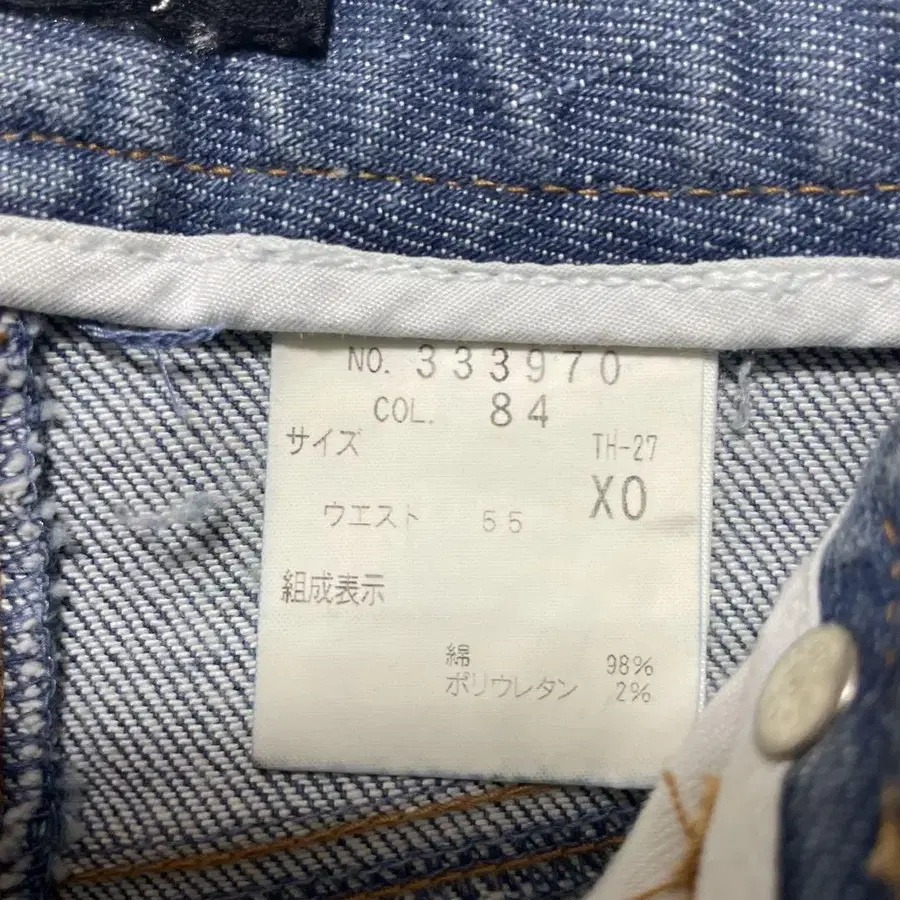 NO. 333970
COL. 84
サイズ TH-27
XO
ウエスト 55
組成表示
綿 98%
ポリウレタン 2%